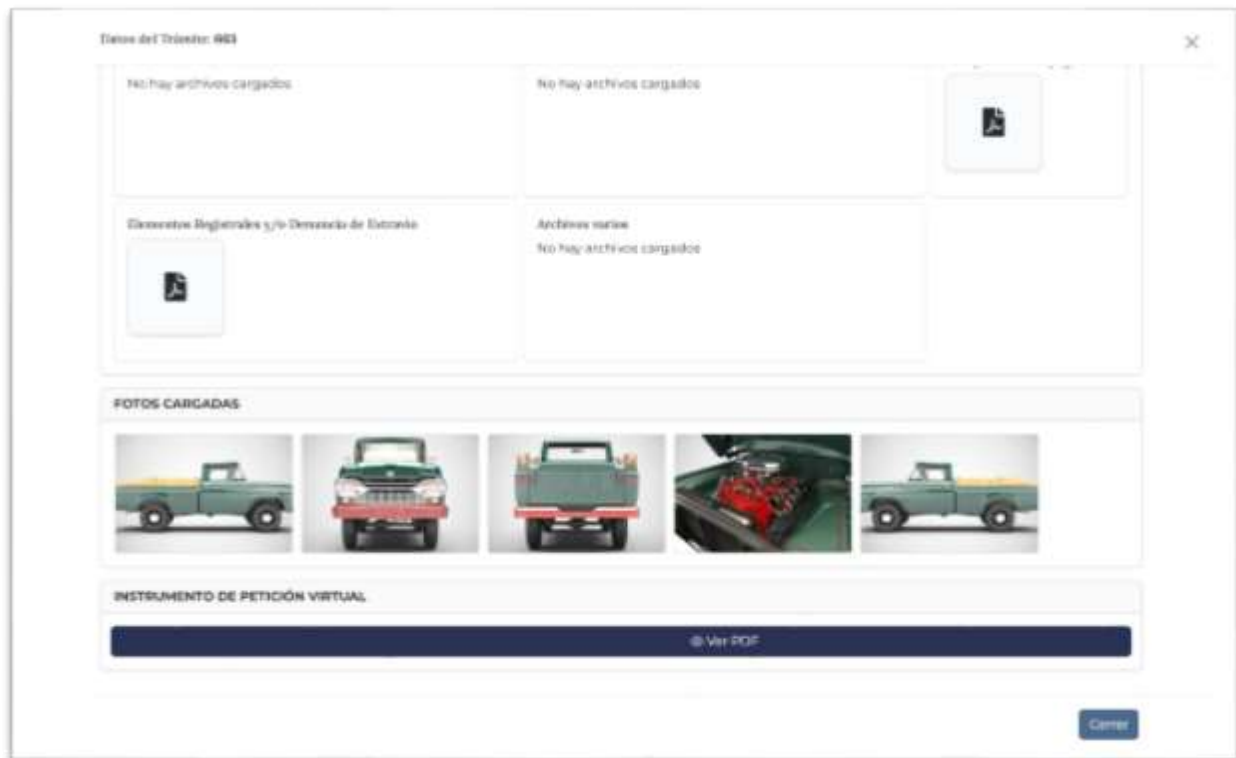 Datos del Trámite:
No hay archivos cargados
No hay archivos cargados
Elementos Registrales y/o Denuncia de Extravío
Archivos varios
No hay archivos cargados
FOTOS CARGADAS
INSTRUMENTO DE PETICIÓN VIRTUAL
Ver PDF
Cerrar